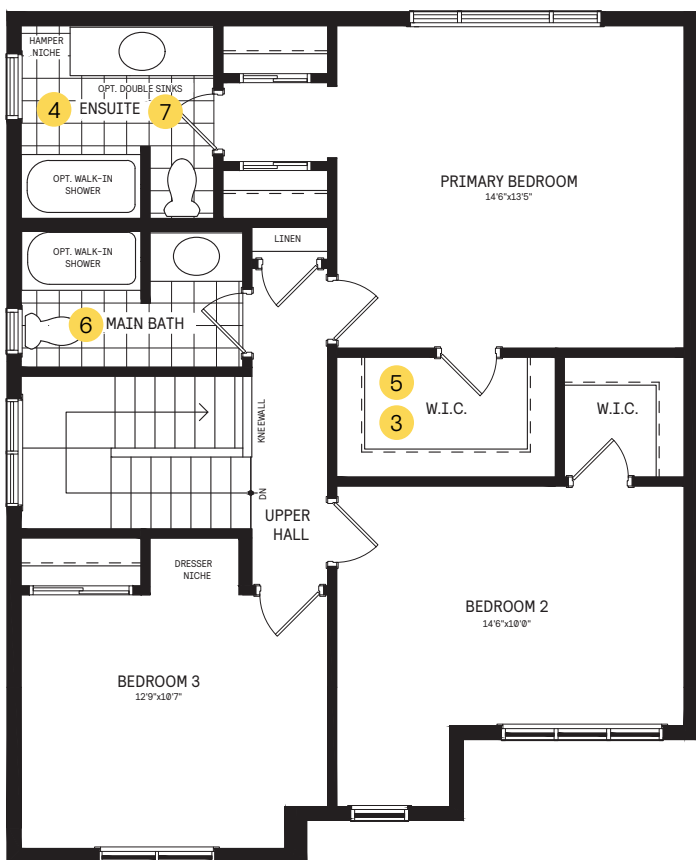 HAMPER
NICHE
OPT. DOUBLE SINKS
4 ENSUITE 7
OPT. WALK-IN
SHOWER
PRIMARY BEDROOM
14'6"x13'5"
LINEN
OPT. WALK-IN
SHOWER
6 MAIN BATH
5
3
W.I.C.
W.I.C.
KNEEWALL
DN
UPPER
HALL
DRESSER
NICHE
BEDROOM 2
14'6"x10'0"
BEDROOM 3
12'9"x10'7"